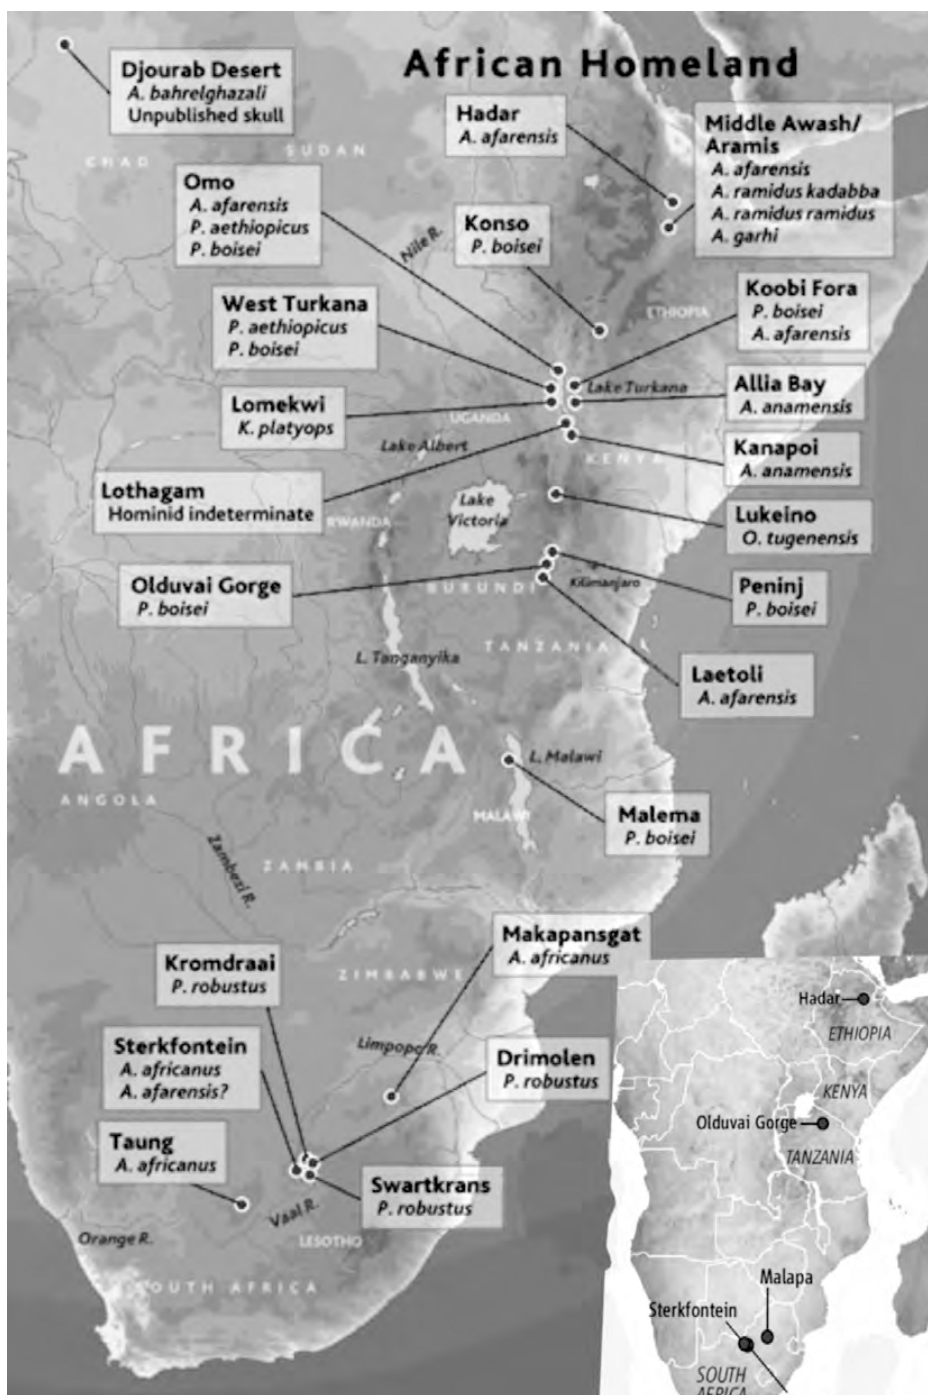 African Homeland
Djourab Desert
A. bahrelghazali
Unpublished skull
CHAD
SUDAN
Hadar
A. afarensis
Middle Awash/
Aramis
A. afarensis
A. ramidus kadabba
A. ramidus ramidus
A. garhi
Omo
A. afarensis
P. aethiopicus
P. boisei
Nile R.
Konso
P. boisei
ETHIOPIA
Koobi Fora
P. boisei
A. afarensis
West Turkana
P. aethiopicus
P. boisei
Lake Turkana
Allia Bay
A. anamensis
Lomekwi
K. platyops
UGANDA
Lake Albert
KENYA
Kanapoi
A. anamensis
Lothagam
Hominid indeterminate
RWANDA
Lake
Victoria
Lukeino
O. tugenensis
Olduvai Gorge
P. boisei
BURUNDI
Kilimanjaro
Peninj
P. boisei
TANZANIA
L. Tanganyika
Laetoli
A. afarensis
AFRICA
L. Malawi
ANGOLA
MALAWI
Malema
P. boisei
Zambezi R.
ZAMBIA
Makapansgat
A. africanus
Kromdraai
P. robustus
ZIMBABWE
Sterkfontein
A. africanus
A. afarensis?
Limpopo R.
Drimolen
P. robustus
Taung
A. africanus
Swartkrans
P. robustus
Vaal R.
Orange R.
LESOTHO
SOUTH AFRICA
Hadar
ETHIOPIA
KENYA
Olduvai Gorge
TANZANIA
Malapa
Sterkfontein
SOUTH
AFRICA